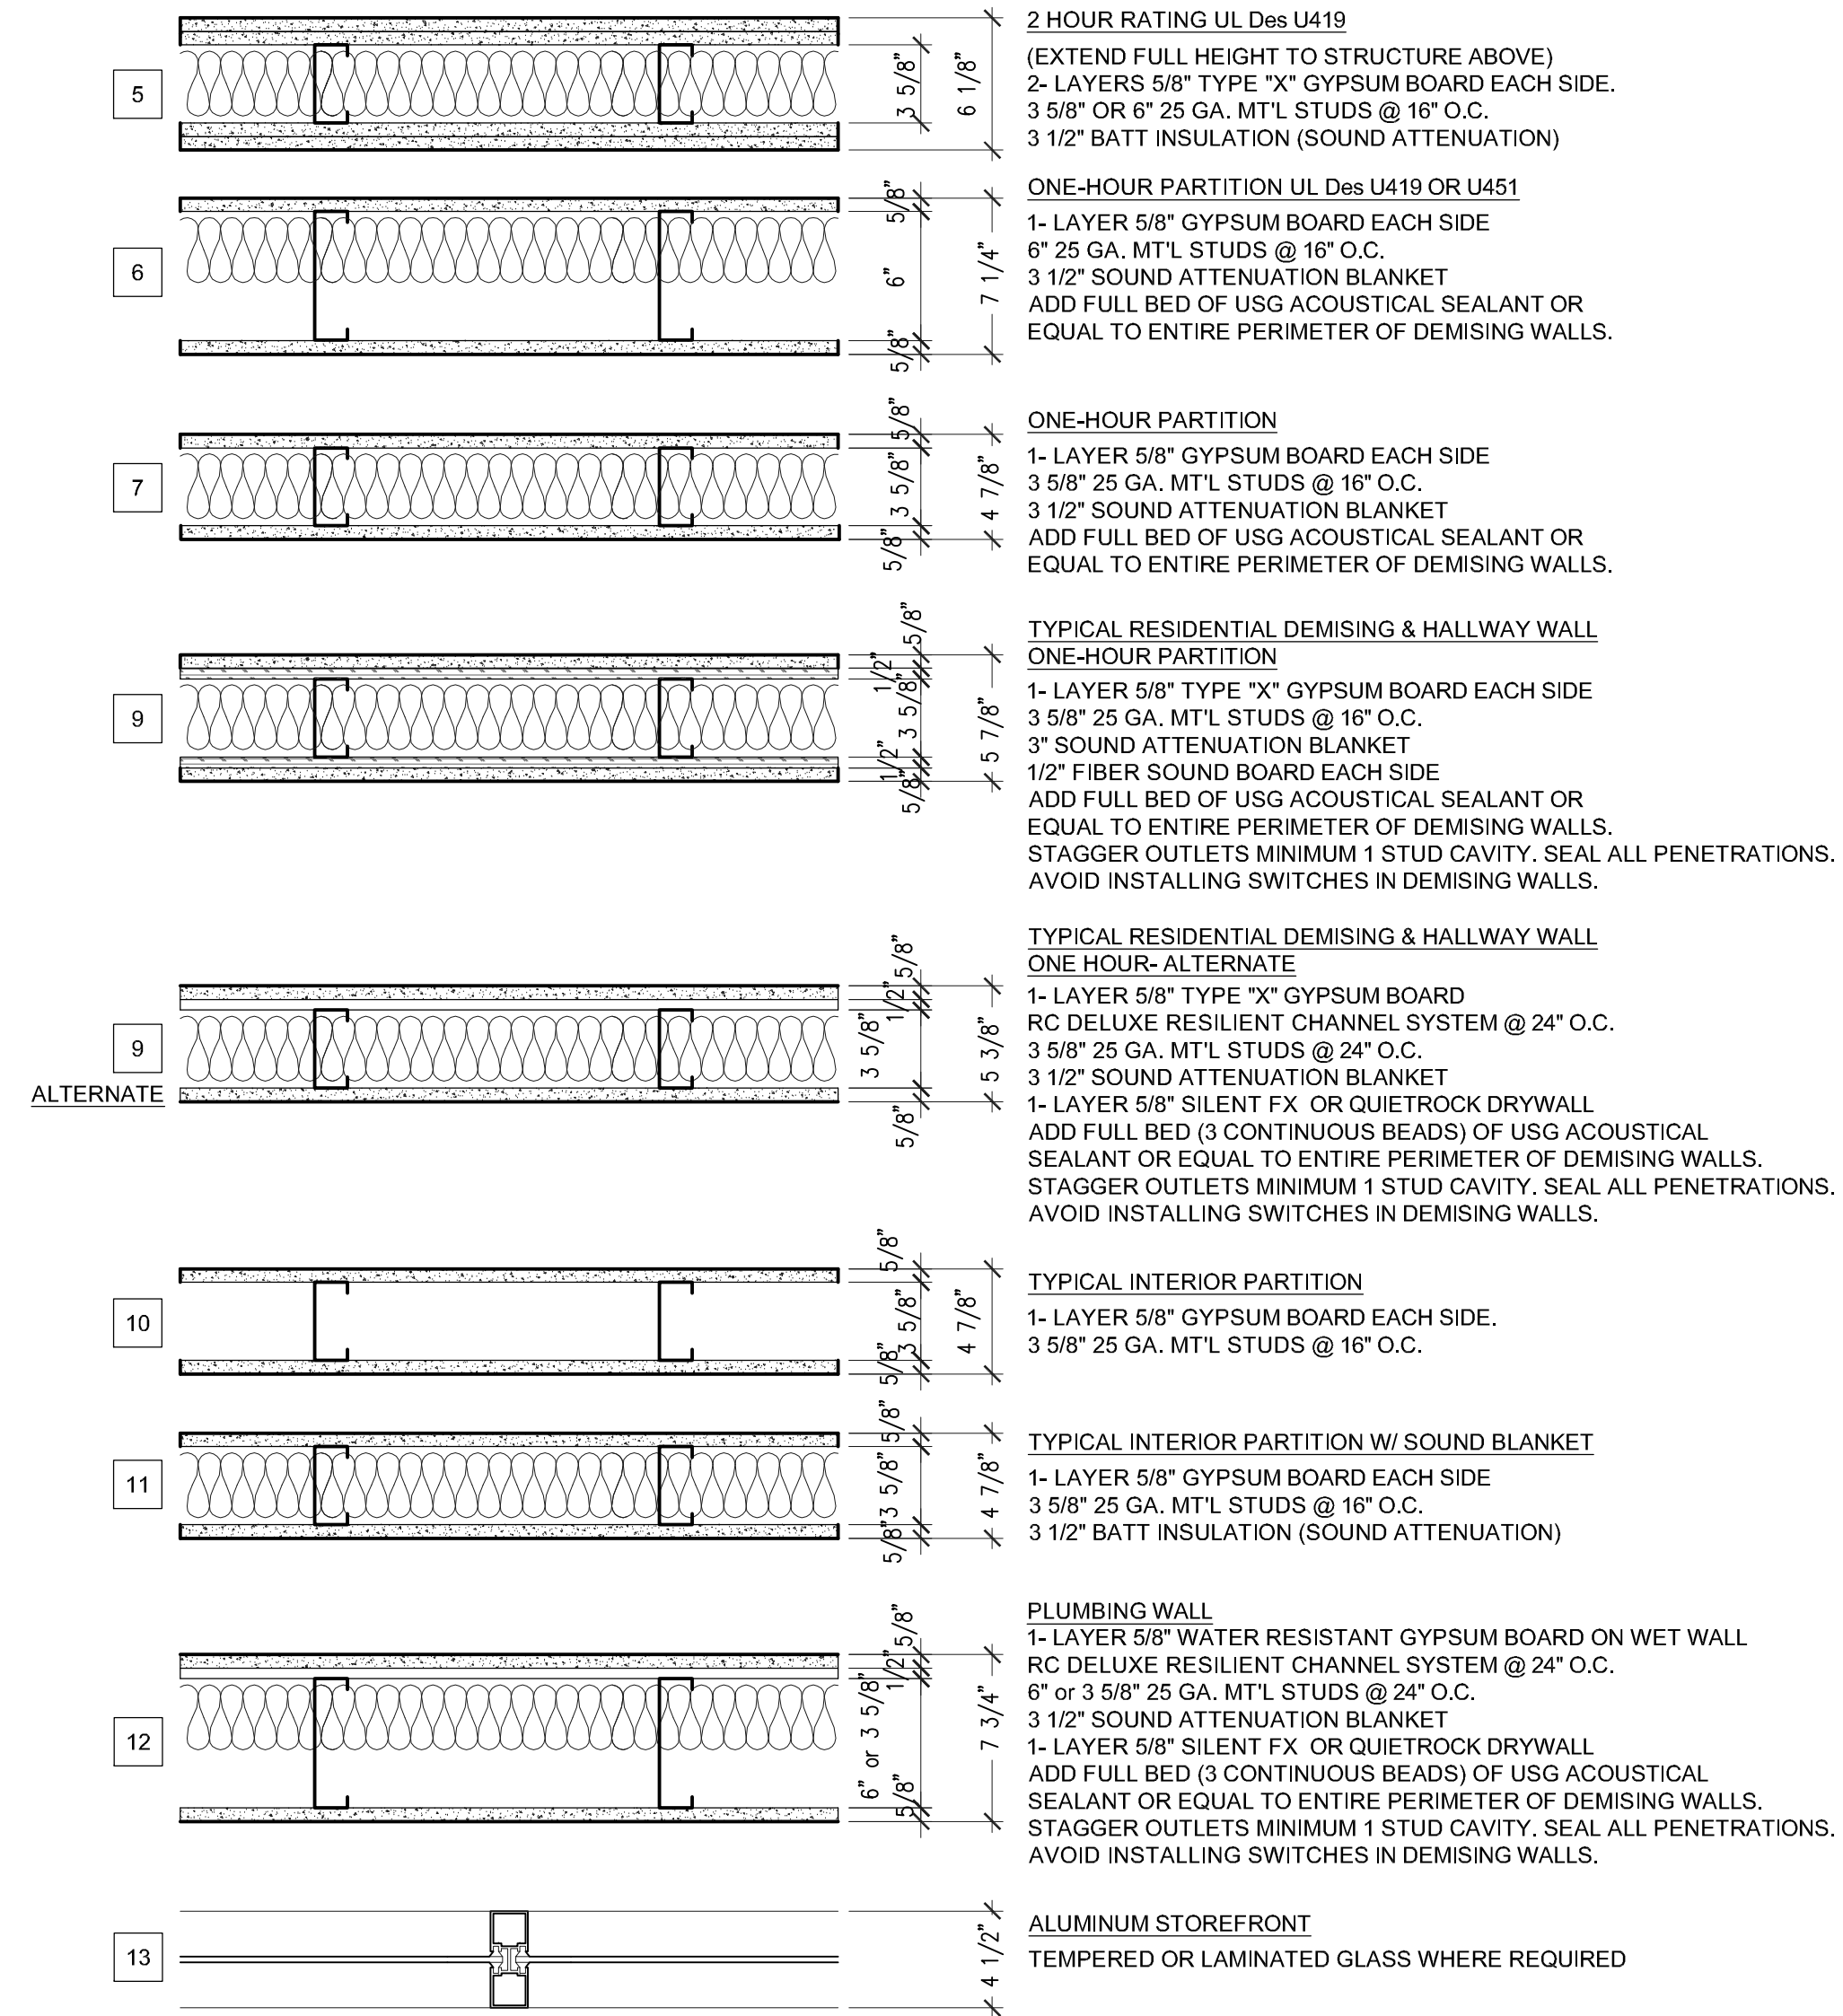 5
3 5/8"
6 1/8"
2 HOUR RATING UL Des U419
(EXTEND FULL HEIGHT TO STRUCTURE ABOVE)
2- LAYERS 5/8" TYPE "X" GYPSUM BOARD EACH SIDE.
3 5/8" OR 6" 25 GA. MT'L STUDS @ 16" O.C.
3 1/2" BATT INSULATION (SOUND ATTENUATION)
6
5/8"
6"
5/8"
7 1/4"
ONE-HOUR PARTITION UL Des U419 OR U451
1- LAYER 5/8" GYPSUM BOARD EACH SIDE
6" 25 GA. MT'L STUDS @ 16" O.C.
3 1/2" SOUND ATTENUATION BLANKET
ADD FULL BED OF USG ACOUSTICAL SEALANT OR
EQUAL TO ENTIRE PERIMETER OF DEMISING WALLS.
7
5/8"
3 5/8"
5/8"
4 7/8"
ONE-HOUR PARTITION
1- LAYER 5/8" GYPSUM BOARD EACH SIDE
3 5/8" 25 GA. MT'L STUDS @ 16" O.C.
3 1/2" SOUND ATTENUATION BLANKET
ADD FULL BED OF USG ACOUSTICAL SEALANT OR
EQUAL TO ENTIRE PERIMETER OF DEMISING WALLS.
9
5/8"
1/2"
3 5/8"
1/2"
5/8"
5 7/8"
TYPICAL RESIDENTIAL DEMISING & HALLWAY WALL
ONE-HOUR PARTITION
1- LAYER 5/8" TYPE "X" GYPSUM BOARD EACH SIDE
3 5/8" 25 GA. MT'L STUDS @ 16" O.C.
3" SOUND ATTENUATION BLANKET
1/2" FIBER SOUND BOARD EACH SIDE
ADD FULL BED OF USG ACOUSTICAL SEALANT OR
EQUAL TO ENTIRE PERIMETER OF DEMISING WALLS.
STAGGER OUTLETS MINIMUM 1 STUD CAVITY. SEAL ALL PENETRATIONS.
AVOID INSTALLING SWITCHES IN DEMISING WALLS.
9
ALTERNATE
5/8"
1/2"
3 5/8"
5/8"
5 3/8"
TYPICAL RESIDENTIAL DEMISING & HALLWAY WALL
ONE HOUR- ALTERNATE
1- LAYER 5/8" TYPE "X" GYPSUM BOARD
RC DELUXE RESILIENT CHANNEL SYSTEM @ 24" O.C.
3 5/8" 25 GA. MT'L STUDS @ 24" O.C.
3 1/2" SOUND ATTENUATION BLANKET
1- LAYER 5/8" SILENT FX OR QUIETROCK DRYWALL
ADD FULL BED (3 CONTINUOUS BEADS) OF USG ACOUSTICAL
SEALANT OR EQUAL TO ENTIRE PERIMETER OF DEMISING WALLS.
STAGGER OUTLETS MINIMUM 1 STUD CAVITY. SEAL ALL PENETRATIONS.
AVOID INSTALLING SWITCHES IN DEMISING WALLS.
10
5/8"
3 5/8"
5/8"
4 7/8"
TYPICAL INTERIOR PARTITION
1- LAYER 5/8" GYPSUM BOARD EACH SIDE.
3 5/8" 25 GA. MT'L STUDS @ 16" O.C.
11
5/8"
3 5/8"
5/8"
4 7/8"
TYPICAL INTERIOR PARTITION W/ SOUND BLANKET
1- LAYER 5/8" GYPSUM BOARD EACH SIDE
3 5/8" 25 GA. MT'L STUDS @ 16" O.C.
3 1/2" BATT INSULATION (SOUND ATTENUATION)
12
5/8"
1/2"
6" or 3 5/8"
5/8"
7 3/4"
PLUMBING WALL
1- LAYER 5/8" WATER RESISTANT GYPSUM BOARD ON WET WALL
RC DELUXE RESILIENT CHANNEL SYSTEM @ 24" O.C.
6" or 3 5/8" 25 GA. MT'L STUDS @ 24" O.C.
3 1/2" SOUND ATTENUATION BLANKET
1- LAYER 5/8" SILENT FX OR QUIETROCK DRYWALL
ADD FULL BED (3 CONTINUOUS BEADS) OF USG ACOUSTICAL
SEALANT OR EQUAL TO ENTIRE PERIMETER OF DEMISING WALLS.
STAGGER OUTLETS MINIMUM 1 STUD CAVITY. SEAL ALL PENETRATIONS.
AVOID INSTALLING SWITCHES IN DEMISING WALLS.
13
4 1/2"
ALUMINUM STOREFRONT
TEMPERED OR LAMINATED GLASS WHERE REQUIRED